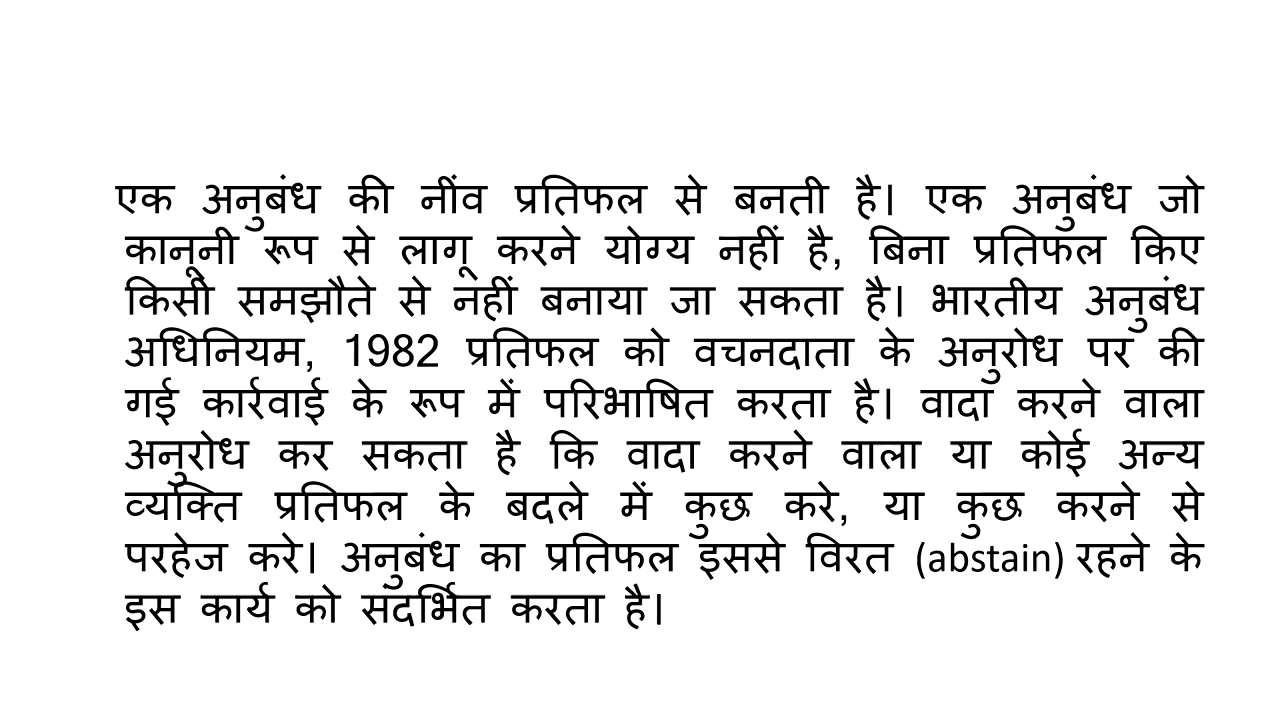 एक अनुबंध की नींव प्रतिफल से बनती है। एक अनुबंध जो
कानूनी रूप से लागू करने योग्य नहीं है, बिना प्रतिफल किए
किसी समझौते से नहीं बनाया जा सकता है। भारतीय अनुबंध
अधिनियम, 1982 प्रतिफल को वचनदाता के अनुरोध पर की
गई कार्रवाई के रूप में परिभाषित करता है। वादा करने वाला
अनुरोध कर सकता है कि वादा करने वाला या कोई अन्य
व्यक्ति प्रतिफल के बदले में कुछ करे, या कुछ करने से
परहेज करे। अनुबंध का प्रतिफल इससे विरत (abstain) रहने के
इस कार्य को संदर्भित करता है।